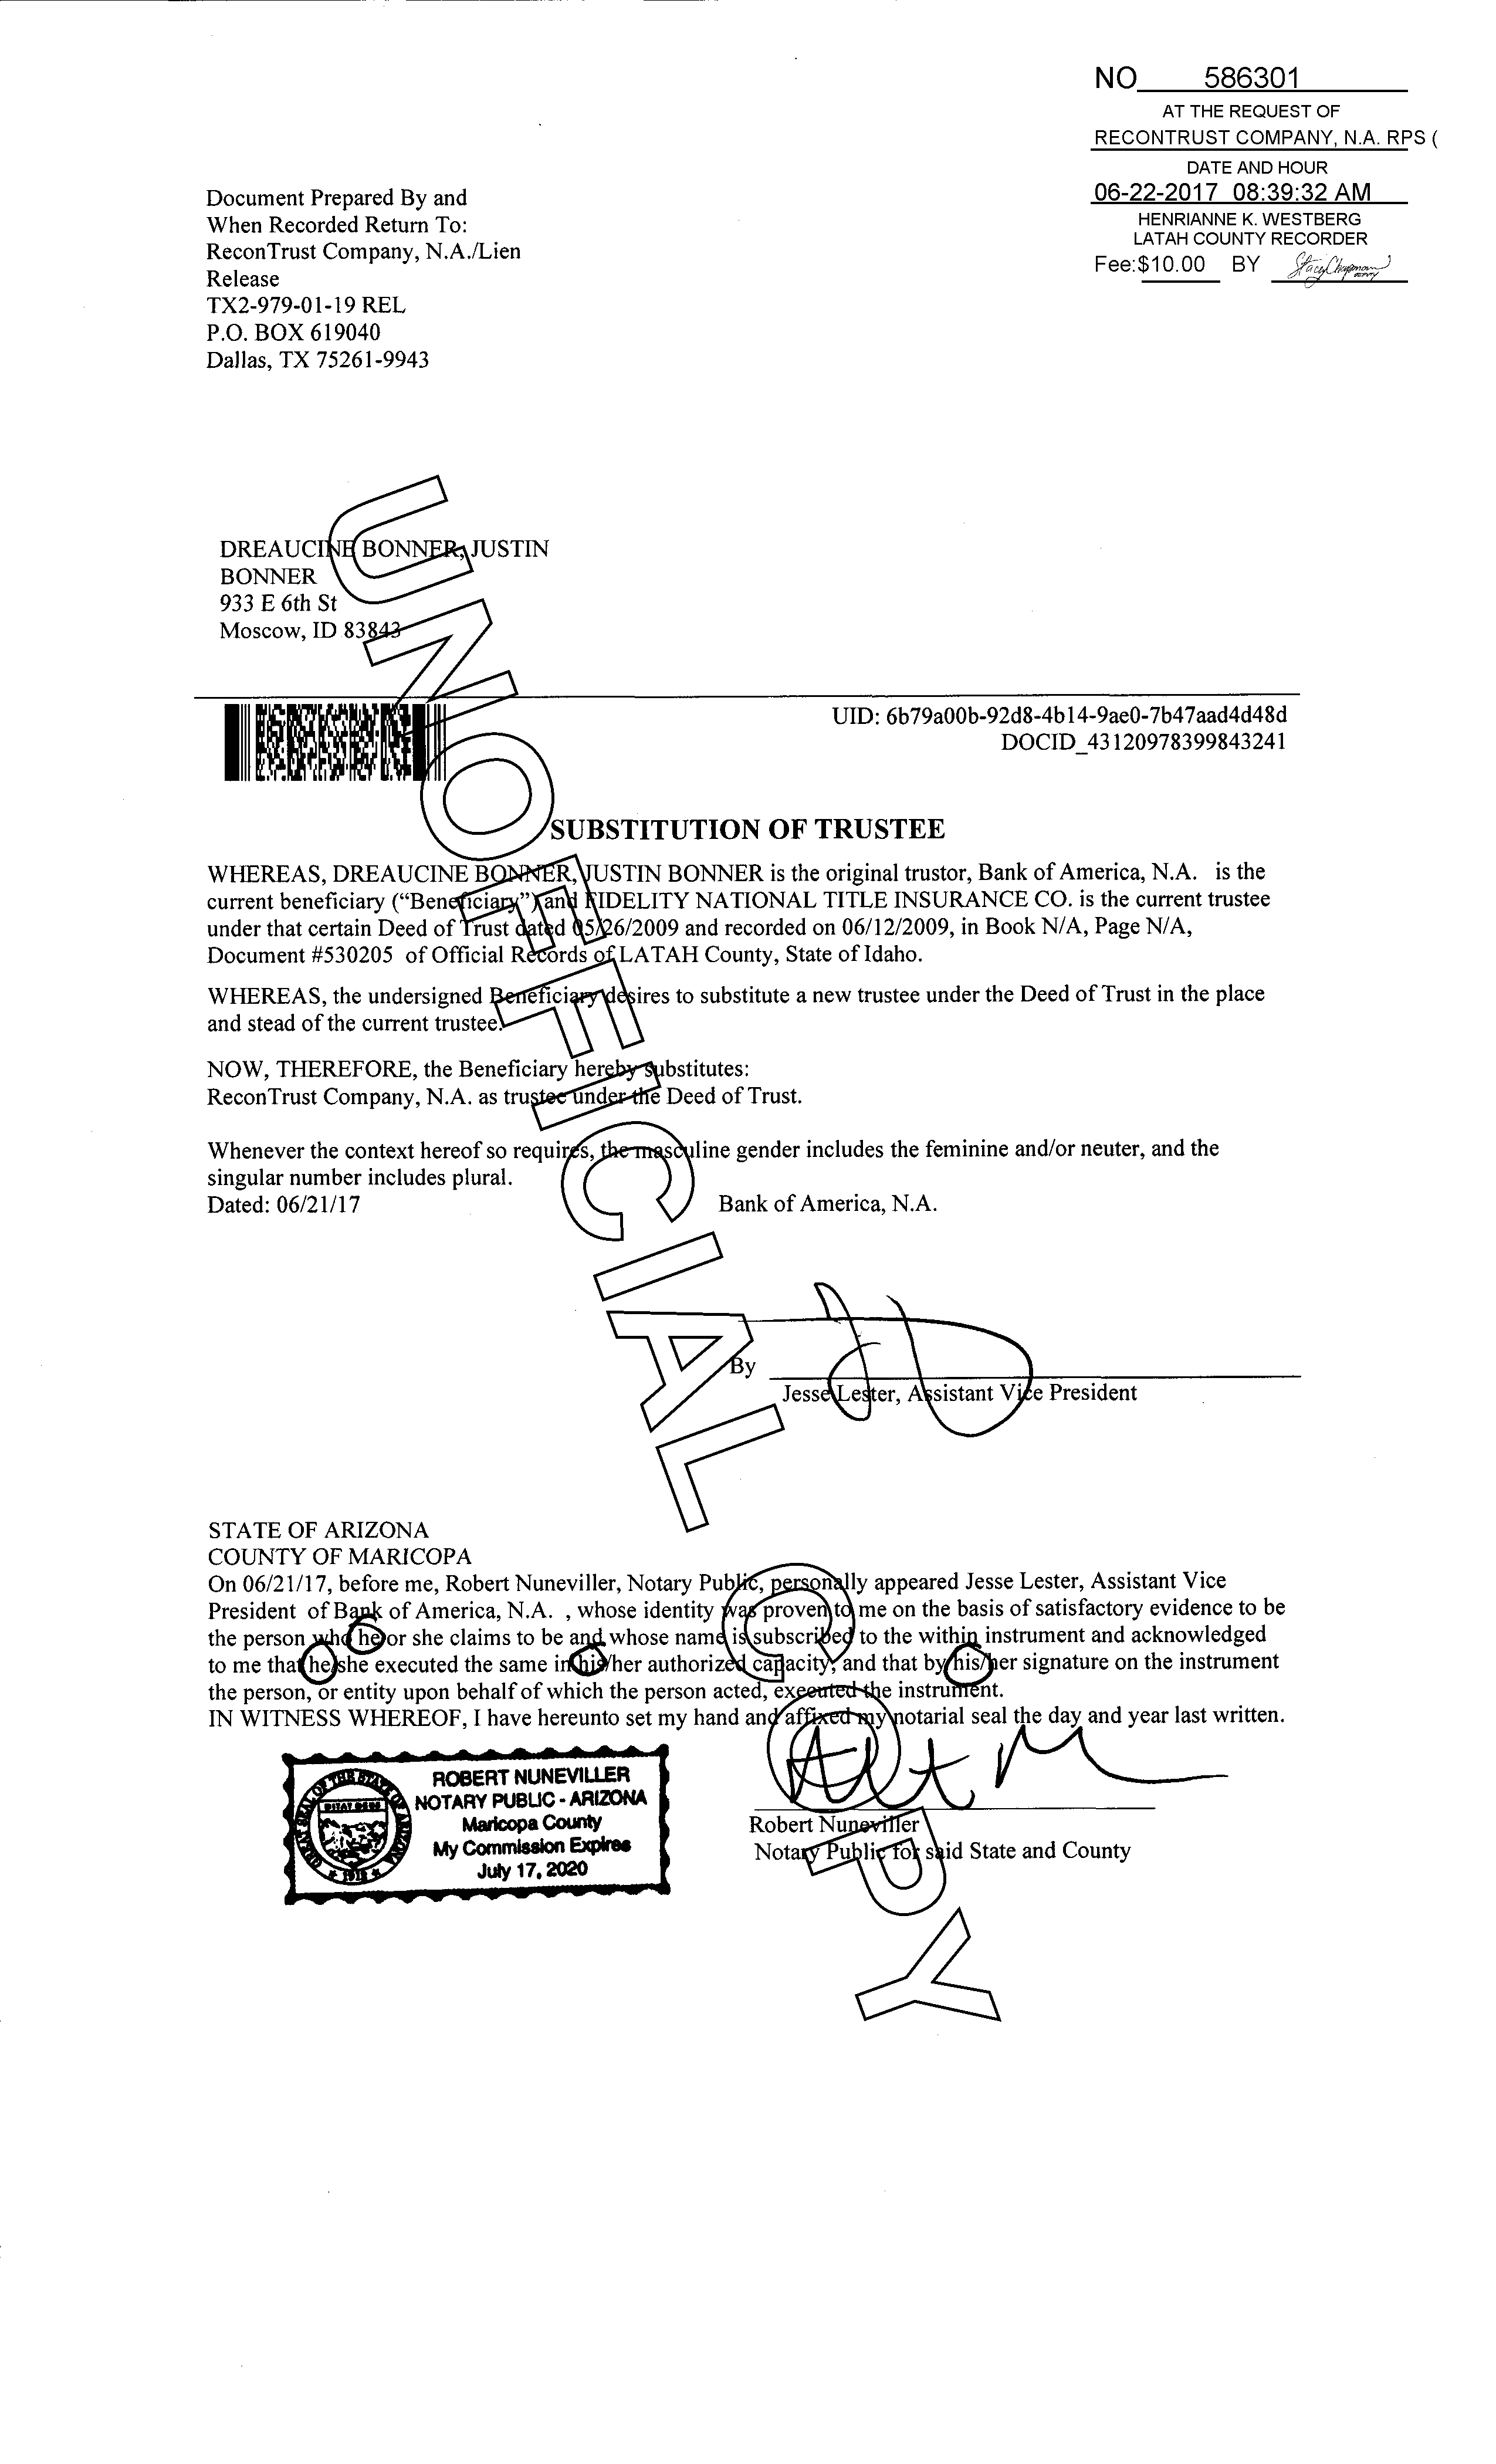 NO 586301
AT THE REQUEST OF
RECONTRUST COMPANY, N.A. RPS (
DATE AND HOUR
06-22-2017 08:39:32 AM
HENRIANNE K. WESTBERG
LATAH COUNTY RECORDER
Fee:$10.00 BY Stacy Chapman
Document Prepared By and
When Recorded Return To:
ReconTrust Company, N.A./Lien
Release
TX2-979-01-19 REL
P.O. BOX 619040
Dallas, TX 75261-9943
DREAUCINE BONNER, JUSTIN
BONNER
933 E 6th St
Moscow, ID 83843
UID: 6b79a00b-92d8-4b14-9ae0-7b47aad4d48d
DOCID_43120978399843241
SUBSTITUTION OF TRUSTEE
WHEREAS, DREAUCINE BONNER, JUSTIN BONNER is the original trustor, Bank of America, N.A. is the
current beneficiary (“Beneficiary”) and FIDELITY NATIONAL TITLE INSURANCE CO. is the current trustee
under that certain Deed of Trust dated 05/26/2009 and recorded on 06/12/2009, in Book N/A, Page N/A,
Document #530205 of Official Records of LATAH County, State of Idaho.
WHEREAS, the undersigned Beneficiary desires to substitute a new trustee under the Deed of Trust in the place
and stead of the current trustee.
NOW, THEREFORE, the Beneficiary hereby substitutes:
ReconTrust Company, N.A. as trustee under the Deed of Trust.
Whenever the context hereof so requires, the masculine gender includes the feminine and/or neuter, and the
singular number includes plural.
Dated: 06/21/17 Bank of America, N.A.
By
Jesse Lester, Assistant Vice President
STATE OF ARIZONA
COUNTY OF MARICOPA
On 06/21/17, before me, Robert Nuneviller, Notary Public, personally appeared Jesse Lester, Assistant Vice
President of Bank of America, N.A. , whose identity was proven to me on the basis of satisfactory evidence to be
the person who he or she claims to be and whose name is subscribed to the within instrument and acknowledged
to me that he/she executed the same in his/her authorized capacity, and that by his/her signature on the instrument
the person, or entity upon behalf of which the person acted, executed the instrument.
IN WITNESS WHEREOF, I have hereunto set my hand and affixed my notarial seal the day and year last written.
GREAT SEAL OF THE STATE OF ARIZONA
DITAT DEUS
1912
ROBERT NUNEVILLER
NOTARY PUBLIC - ARIZONA
Maricopa County
My Commission Expires
July 17, 2020
Robert Nuneviller
Notary Public for said State and County
UNOFFICIAL COPY